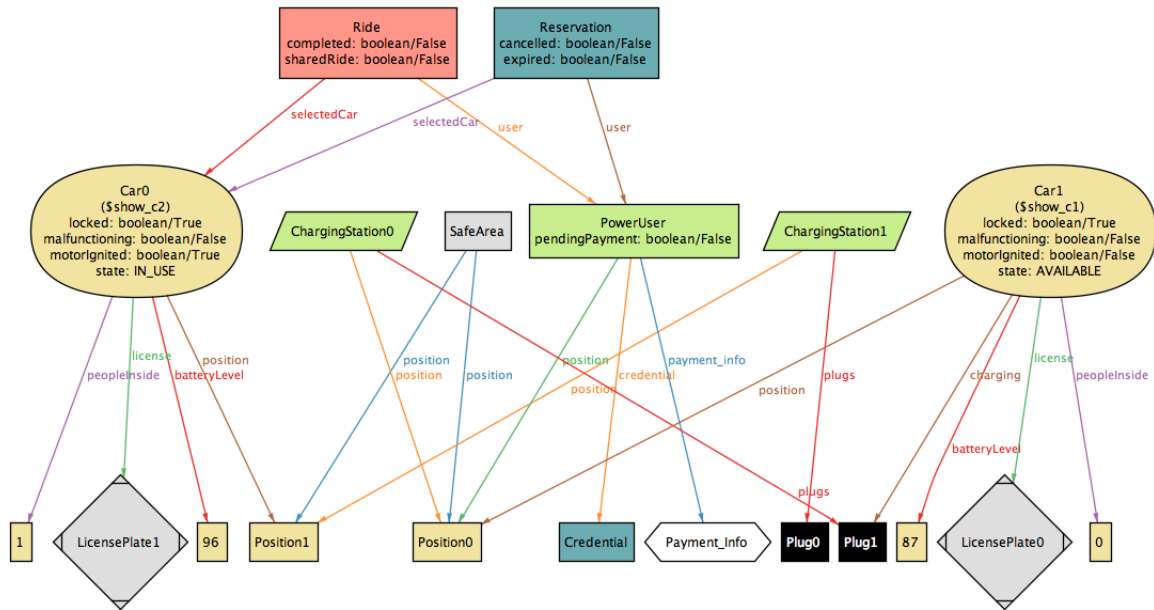 Ride
completed: boolean/False
sharedRide: boolean/False
Reservation
cancelled: boolean/False
expired: boolean/False
selectedCar
selectedCar
user
user
Car0
($show_c2)
locked: boolean/True
malfunctioning: boolean/False
motorIgnited: boolean/True
state: IN_USE
ChargingStation0
SafeArea
PowerUser
pendingPayment: boolean/False
ChargingStation1
Car1
($show_c1)
locked: boolean/True
malfunctioning: boolean/False
motorIgnited: boolean/False
state: AVAILABLE
peopleInside
license
batteryLevel
position
position
position
position
position
position
credential
payment_info
plugs
position
charging
batteryLevel
license
peopleInside
plugs
1
LicensePlate1
96
Position1
Position0
Credential
Payment_Info
Plug0
Plug1
87
LicensePlate0
0